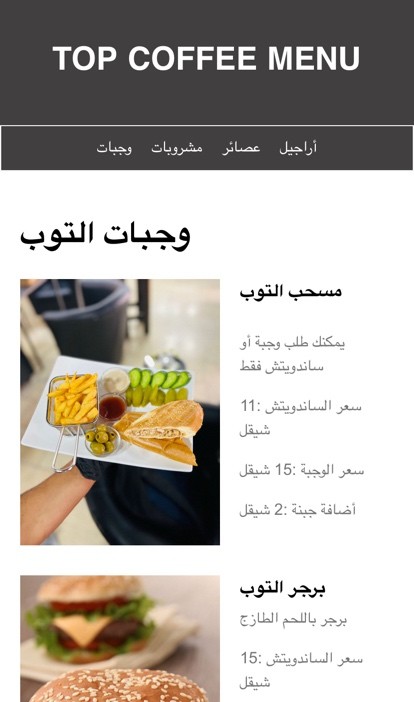 TOP COFFEE MENU
أراجيل عصائر مشروبات وجبات
وجبات التوب
مسحب التوب
يمكنك طلب وجبة أو
ساندويتش فقط
سعر الساندويتش :11
شيقل
سعر الوجبة :15 شيقل
أضافة جبنة :2 شيقل
برجر التوب
برجر باللحم الطازج
سعر الساندويتش :15
شيقل